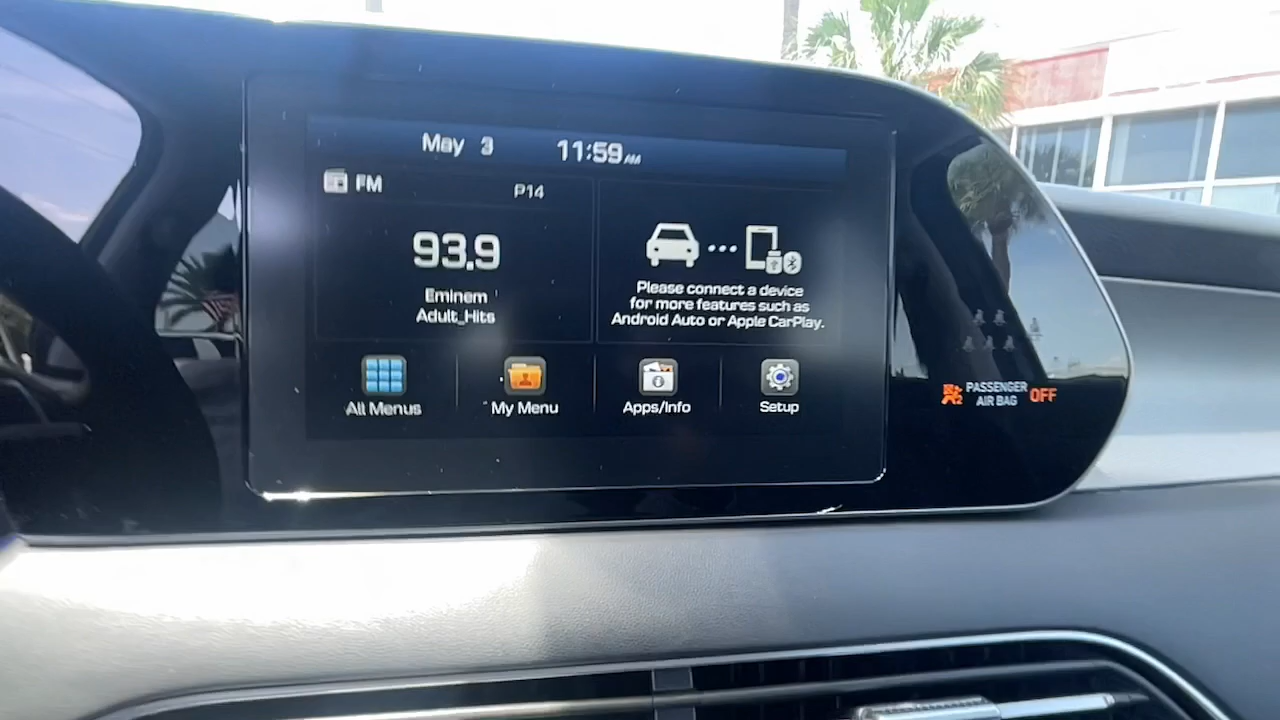 May 3 11:59 AM
FM P14
93.9
Eminem
Adult_Hits
Please connect a device
for more features such as
Android Auto or Apple CarPlay.
All Menus My Menu Apps/Info Setup
PASSENGER
AIR BAG OFF